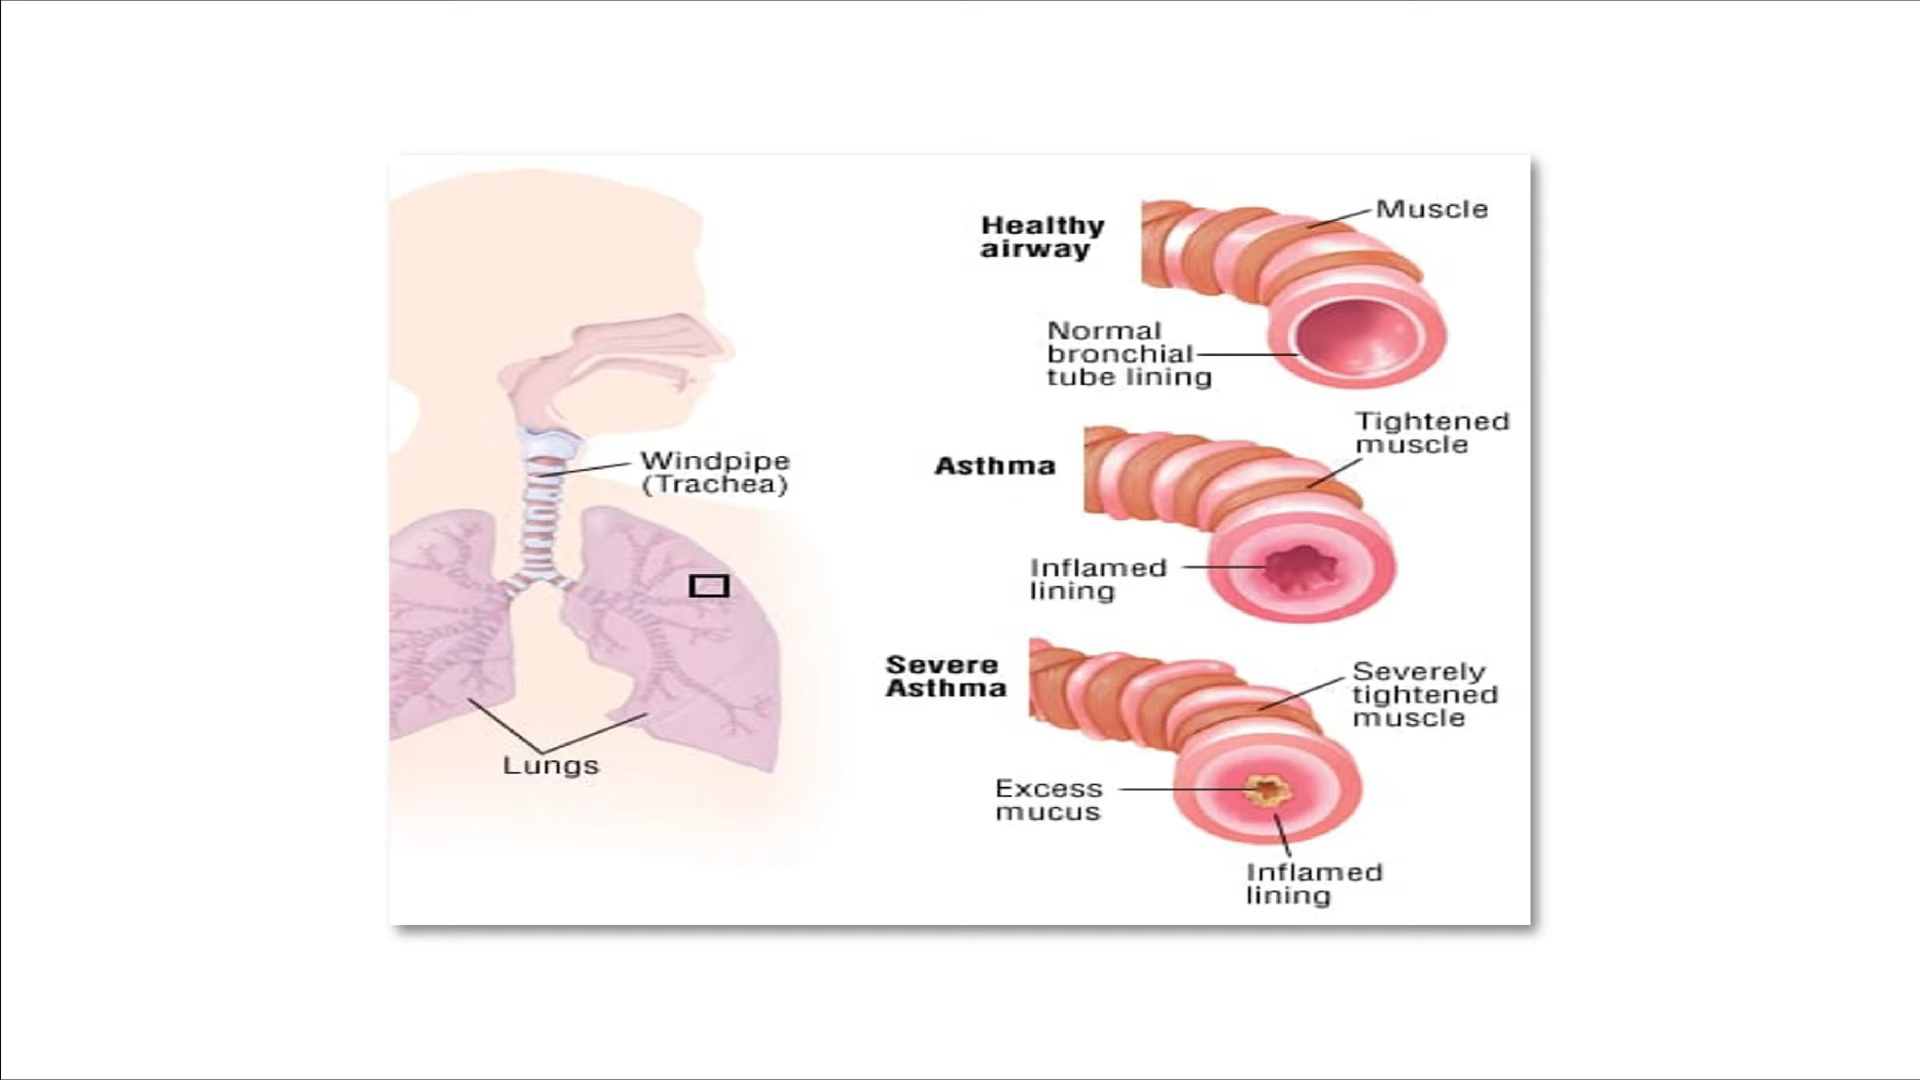 Healthy
airway
Muscle
Normal
bronchial
tube lining
Tightened
muscle
Asthma
Windpipe
(Trachea)
Inflamed
lining
Severe
Asthma
Severely
tightened
muscle
Lungs
Excess
mucus
Inflamed
lining